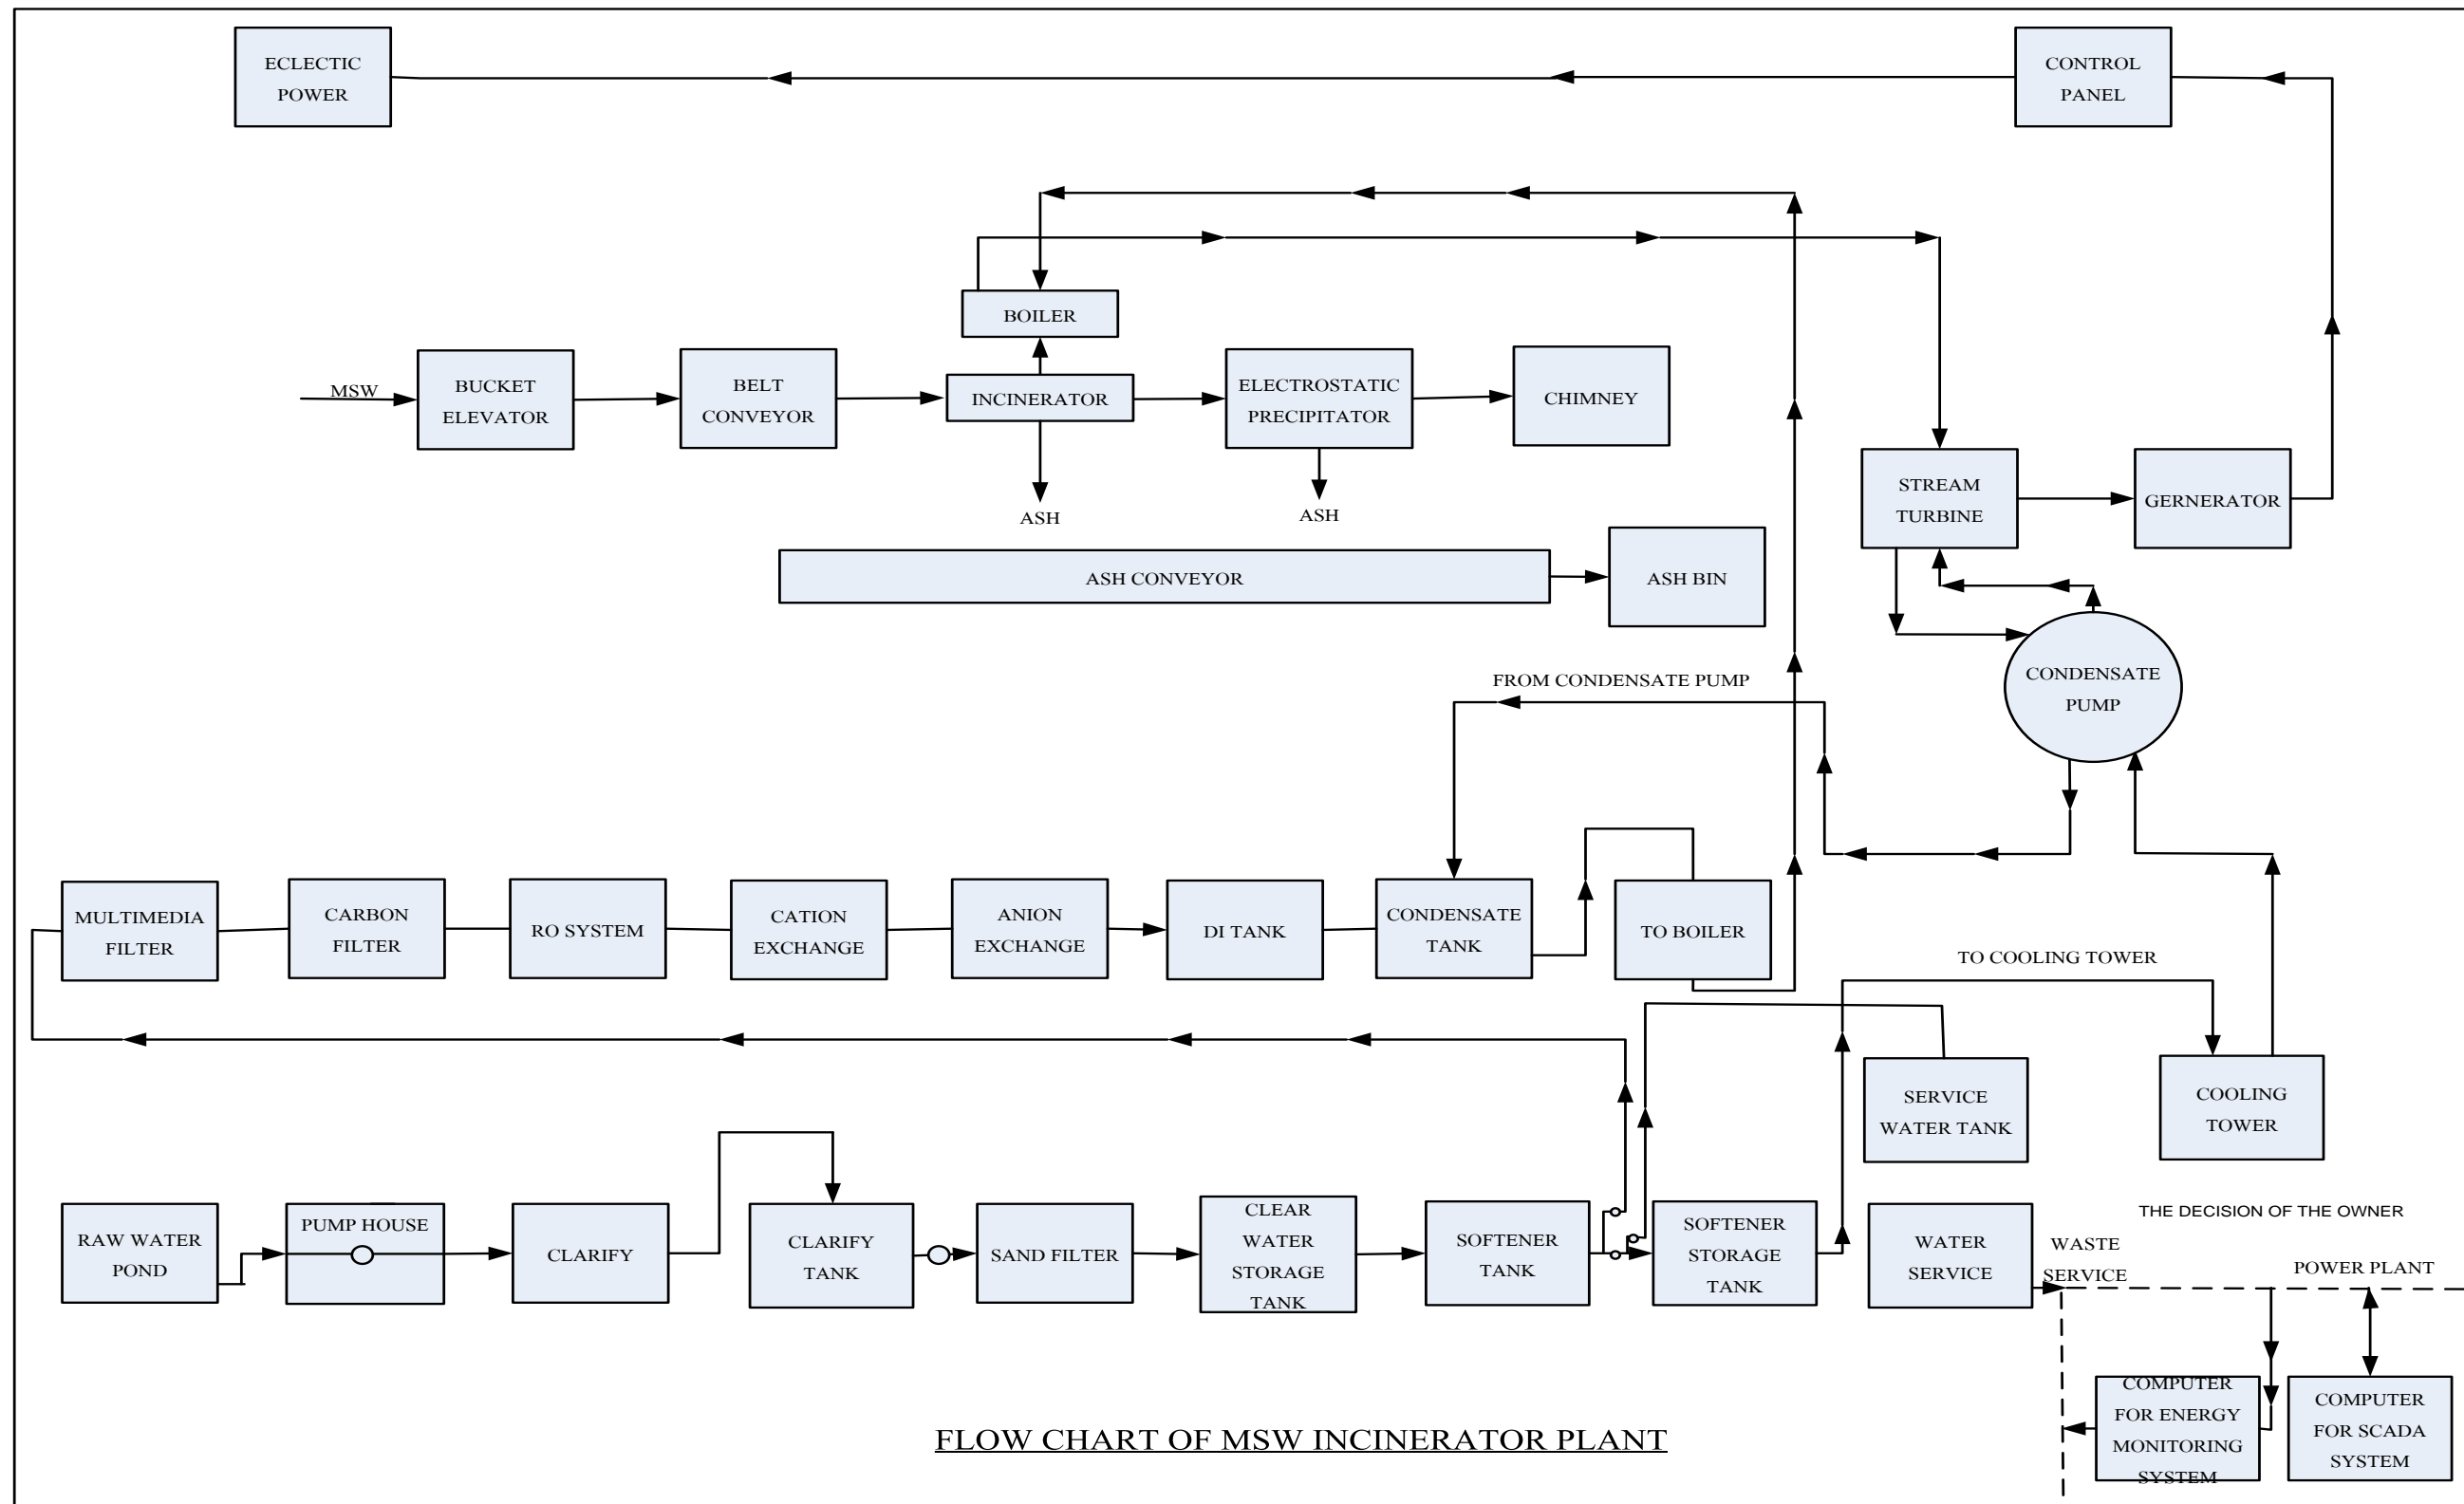 ECLECTIC
POWER
CONTROL
PANEL
BOILER
MSW
BUCKET
ELEVATOR
BELT
CONVEYOR
INCINERATOR
ELECTROSTATIC
PRECIPITATOR
CHIMNEY
STREAM
TURBINE
GERNERATOR
ASH
ASH
ASH CONVEYOR
ASH BIN
CONDENSATE
PUMP
FROM CONDENSATE PUMP
MULTIMEDIA
FILTER
CARBON
FILTER
RO SYSTEM
CATION
EXCHANGE
ANION
EXCHANGE
DI TANK
CONDENSATE
TANK
TO BOILER
TO COOLING TOWER
SERVICE
WATER TANK
COOLING
TOWER
RAW WATER
POND
PUMP HOUSE
CLARIFY
CLARIFY
TANK
SAND FILTER
CLEAR
WATER
STORAGE
TANK
SOFTENER
TANK
SOFTENER
STORAGE
TANK
WATER
SERVICE
THE DECISION OF THE OWNER
WASTE
SERVICE
POWER PLANT
COMPUTER
FOR ENERGY
MONITORING
SYSTEM
COMPUTER
FOR SCADA
SYSTEM
FLOW CHART OF MSW INCINERATOR PLANT